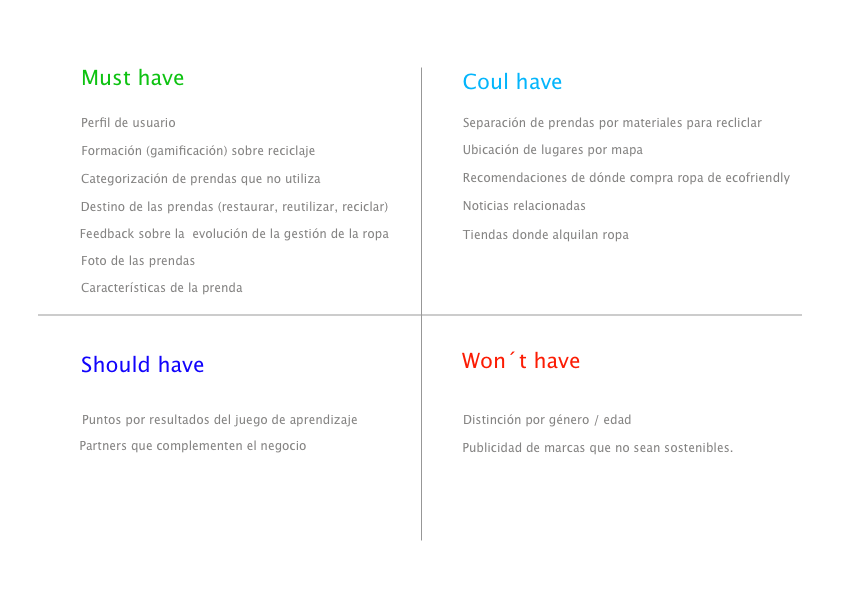 Must have
Perfil de usuario
Formación (gamificación) sobre reciclaje
Categorización de prendas que no utiliza
Destino de las prendas (restaurar, reutilizar, reciclar)
Feedback sobre la  evolución de la gestión de la ropa
Foto de las prendas
Características de la prenda
Coul have
Separación de prendas por materiales para recliclar
Ubicación de lugares por mapa
Recomendaciones de dónde compra ropa de ecofriendly
Noticias relacionadas
Tiendas donde alquilan ropa
Should have
Puntos por resultados del juego de aprendizaje
Partners que complementen el negocio
Won´t have
Distinción por género / edad
Publicidad de marcas que no sean sostenibles.